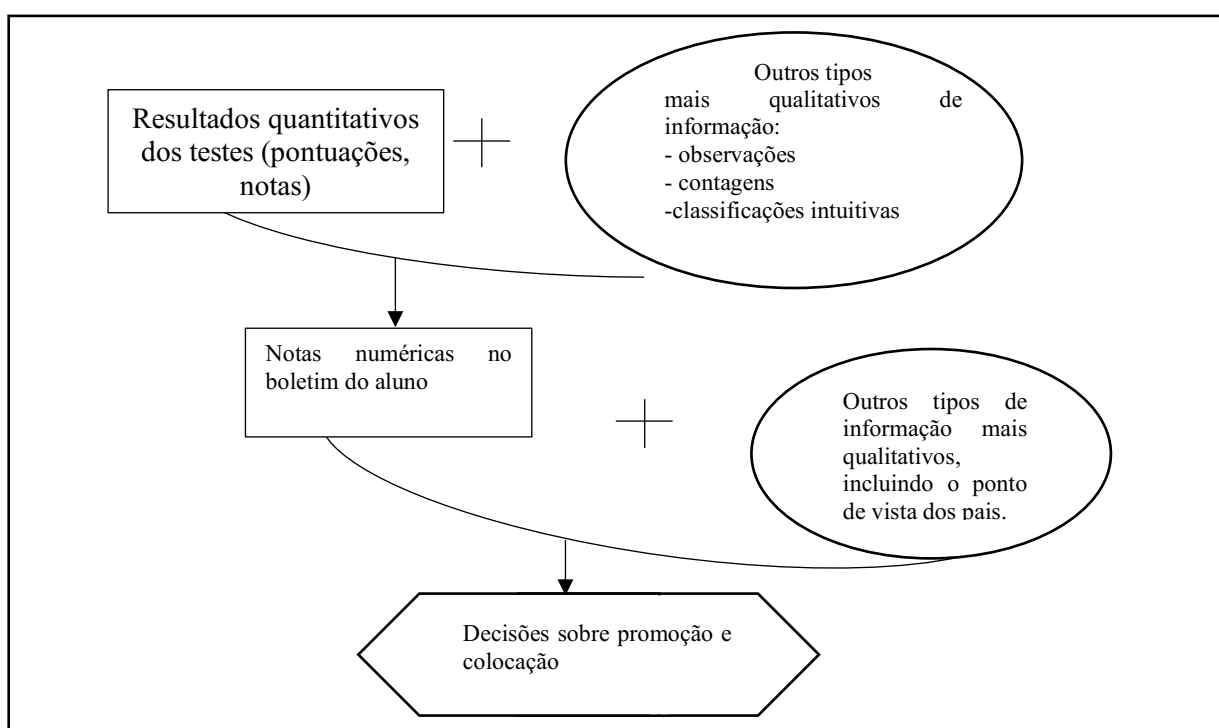 Resultados quantitativos
dos testes (pontuações,
notas)
Outros tipos
mais qualitativos de
informação:
- observações
- contagens
-classificações intuitivas
Notas numéricas no
boletim do aluno
Outros tipos de
informação mais
qualitativos,
incluindo o ponto
de vista dos pais.
Decisões sobre promoção e
colocação